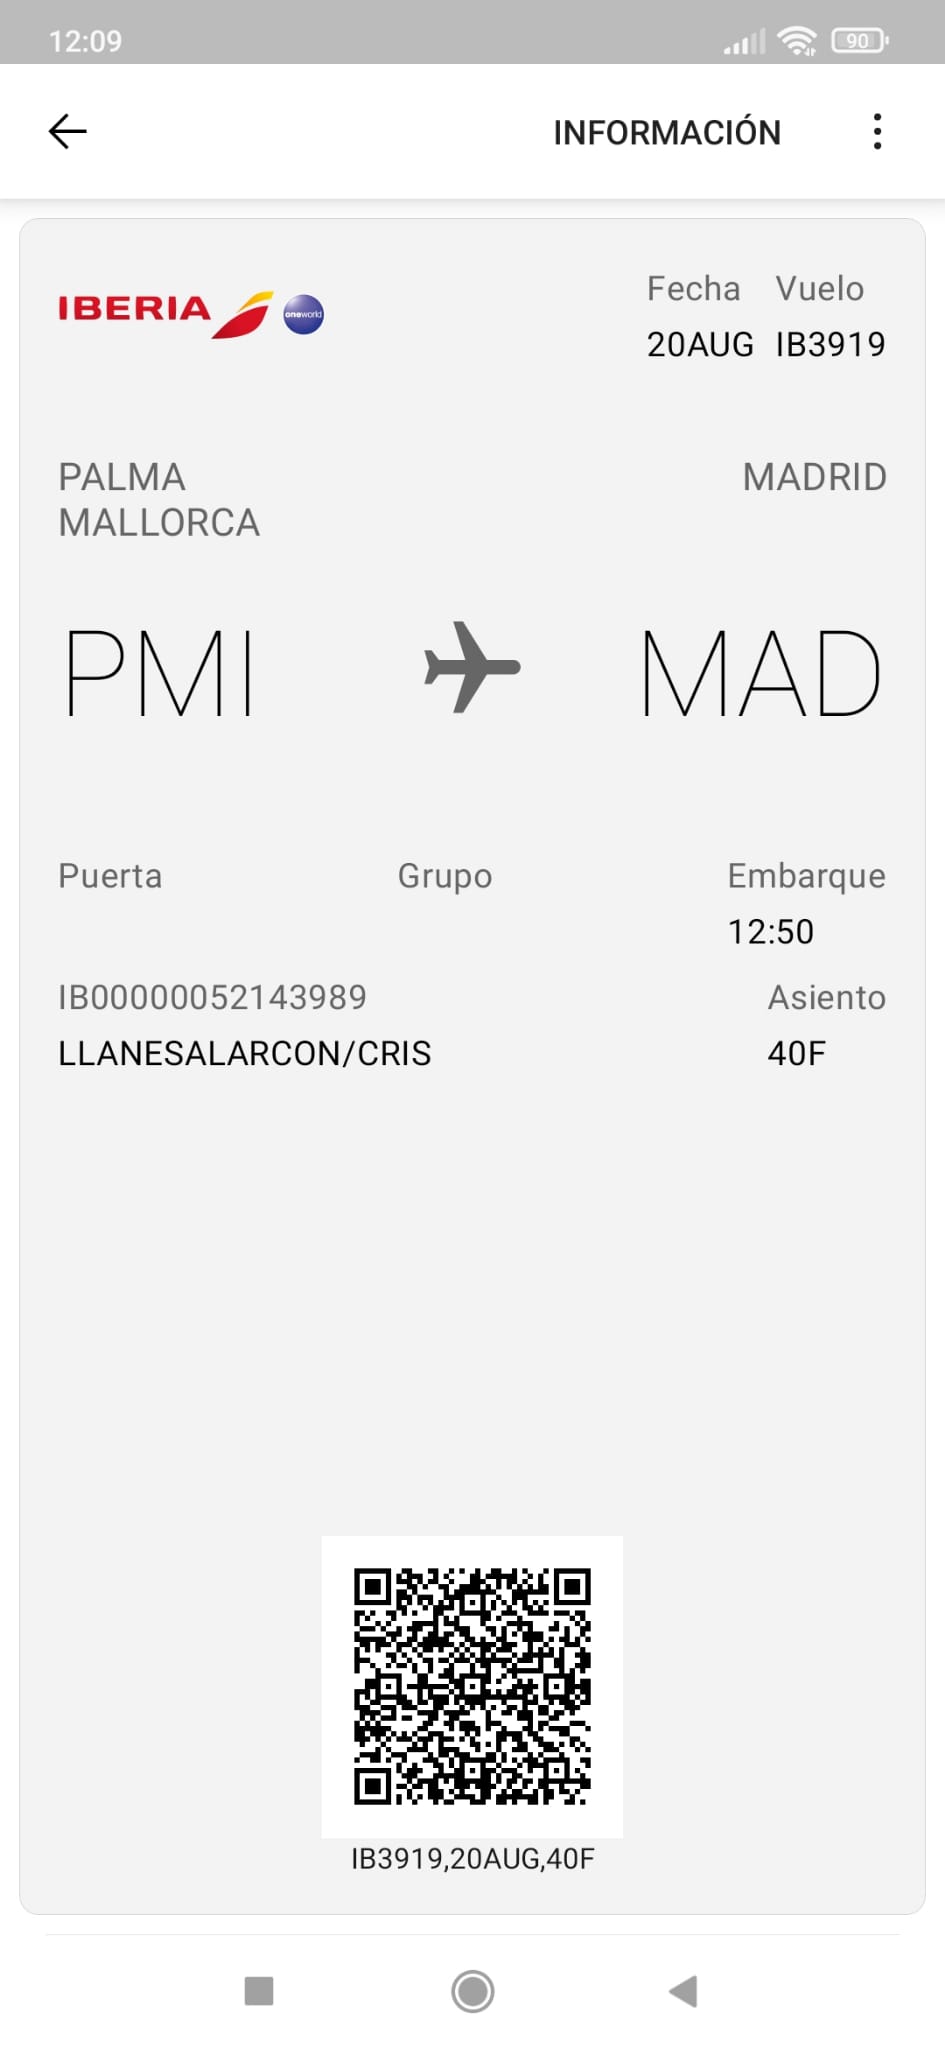 12:09
90
INFORMACIÓN
IBERIA
oneworld
Fecha Vuelo
20AUG IB3919
PALMA
MALLORCA
MADRID
PMI MAD
Puerta Grupo Embarque
12:50
IB00000052143989 Asiento
LLANESALARCON/CRIS 40F
IB3919,20AUG,40F